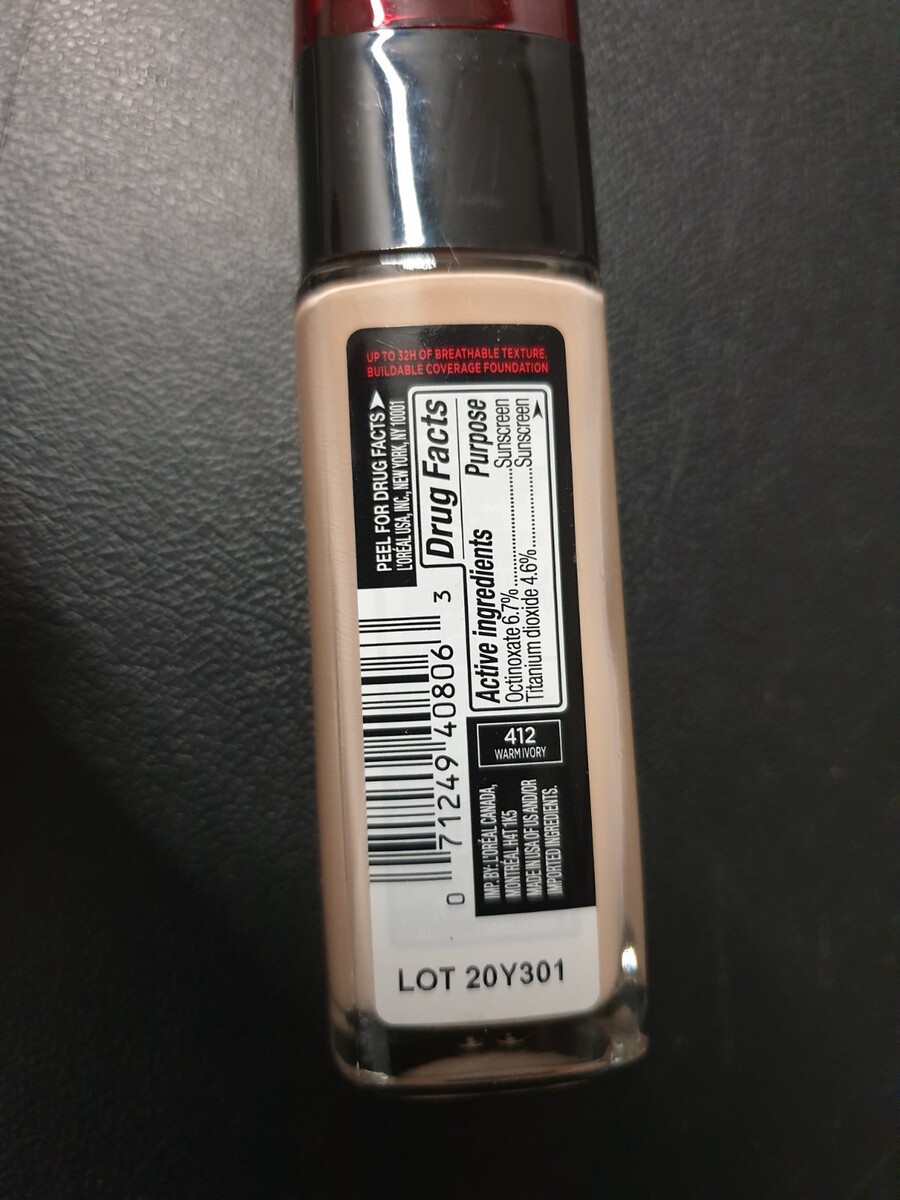 UP TO 32H OF BREATHABLE TEXTURE,
BUILDABLE COVERAGE FOUNDATION
PEEL FOR DRUG FACTS
L'ORÉAL USA, INC., NEW YORK, NY 10001
Drug Facts
Active ingredients Purpose
Octinoxate 6.7%..................Sunscreen
Titanium dioxide 4.6%............Sunscreen
0 71249 40806 3
412
WARM IVORY
IMP. BY: L'ORÉAL CANADA,
MONTRÉAL H4T 1K5
MADE IN USA OF US AND/OR
IMPORTED INGREDIENTS.
LOT 20Y301